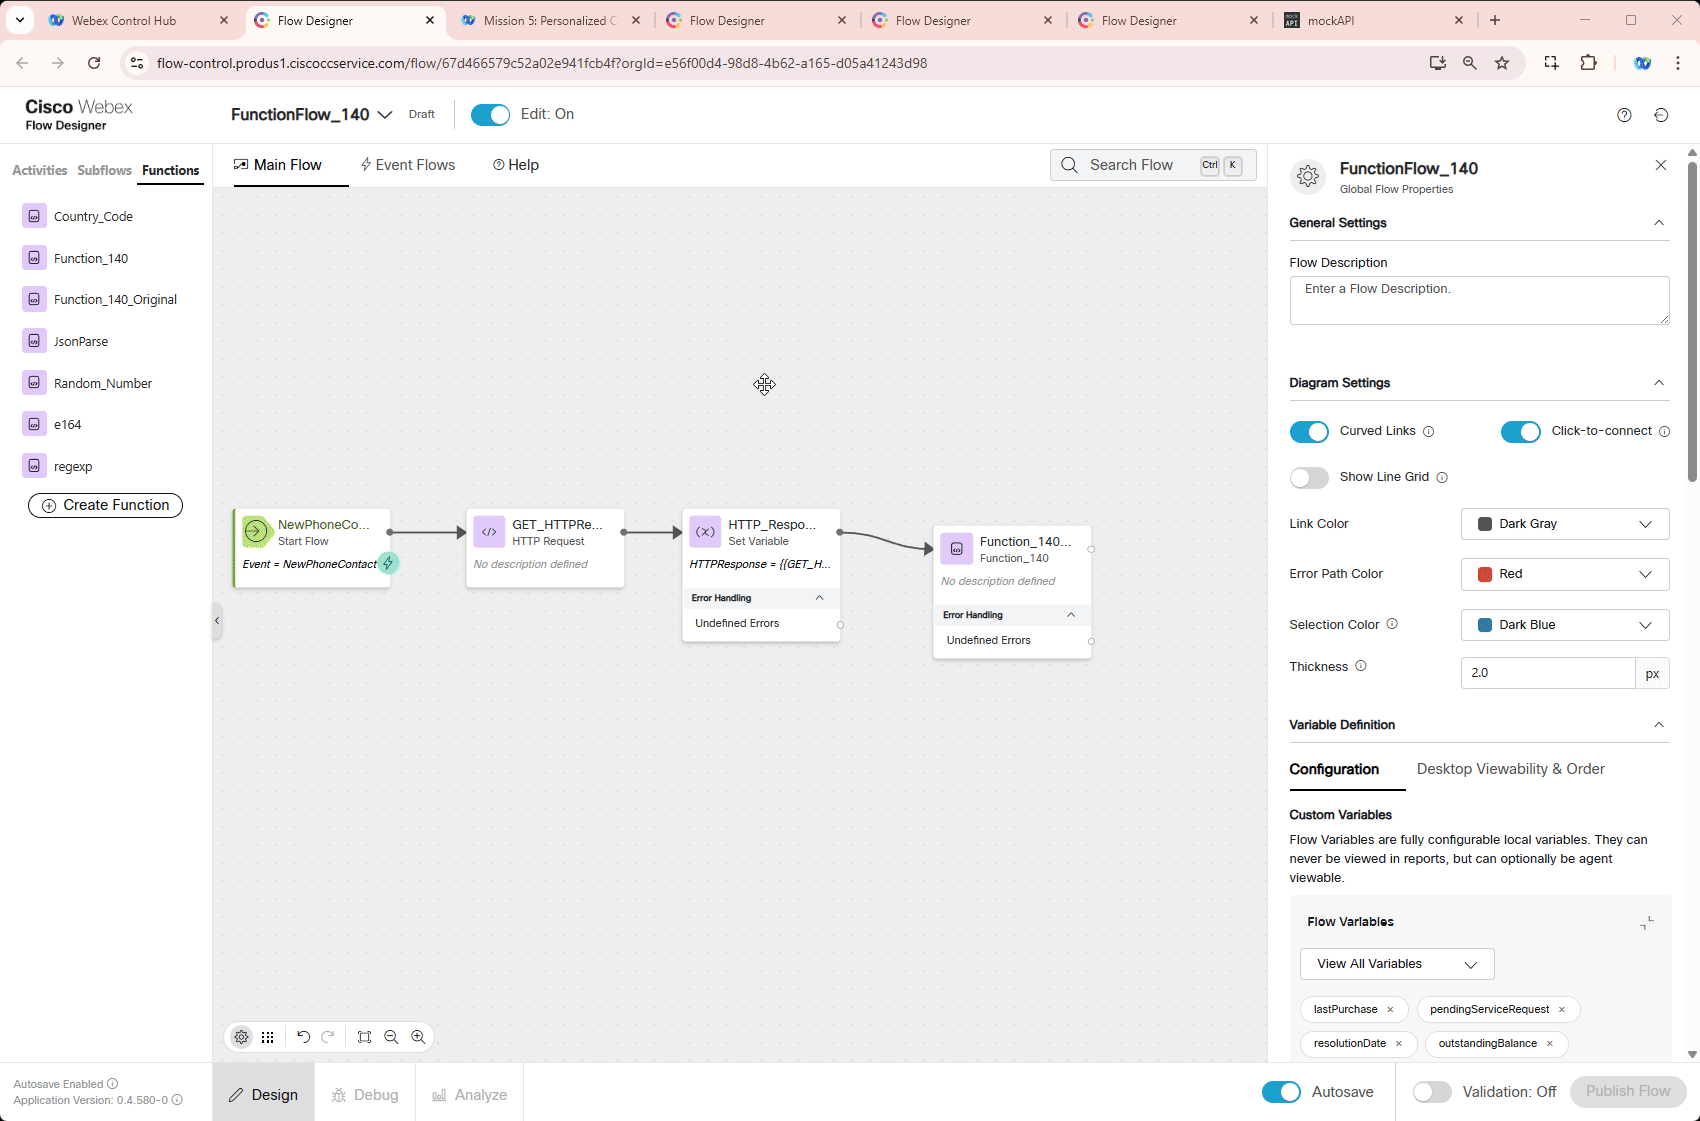 Webex Control Hub
Flow Designer
Mission 5: Personalized C
Flow Designer
Flow Designer
Flow Designer
mockAPI
flow-control.produs1.ciscoccservice.com/flow/67d466579c52a02e941fcb4f?orgId=e56f00d4-98d8-4b62-a165-d05a41243d98
Cisco Webex
Flow Designer
FunctionFlow_140
Draft
Edit: On
Activities
Subflows
Functions
Country_Code
Function_140
Function_140_Original
JsonParse
Random_Number
e164
regexp
Create Function
Main Flow
Event Flows
Help
Search Flow
Ctrl
K
NewPhoneCo...
Start Flow
Event = NewPhoneContact
GET_HTTPRe...
HTTP Request
No description defined
HTTP_Respo...
Set Variable
HTTPResponse = {{GET_H...
Error Handling
Undefined Errors
Function_140...
Function_140
No description defined
Error Handling
Undefined Errors
FunctionFlow_140
Global Flow Properties
General Settings
Flow Description
Enter a Flow Description.
Diagram Settings
Curved Links
Click-to-connect
Show Line Grid
Link Color
Dark Gray
Error Path Color
Red
Selection Color
Dark Blue
Thickness
2.0
px
Variable Definition
Configuration
Desktop Viewability & Order
Custom Variables
Flow Variables are fully configurable local variables. They can
never be viewed in reports, but can optionally be agent
viewable.
Flow Variables
View All Variables
lastPurchase ×
pendingServiceRequest ×
resolutionDate ×
outstandingBalance ×
Autosave Enabled
Application Version: 0.4.580-0
Design
Debug
Analyze
Autosave
Validation: Off
Publish Flow